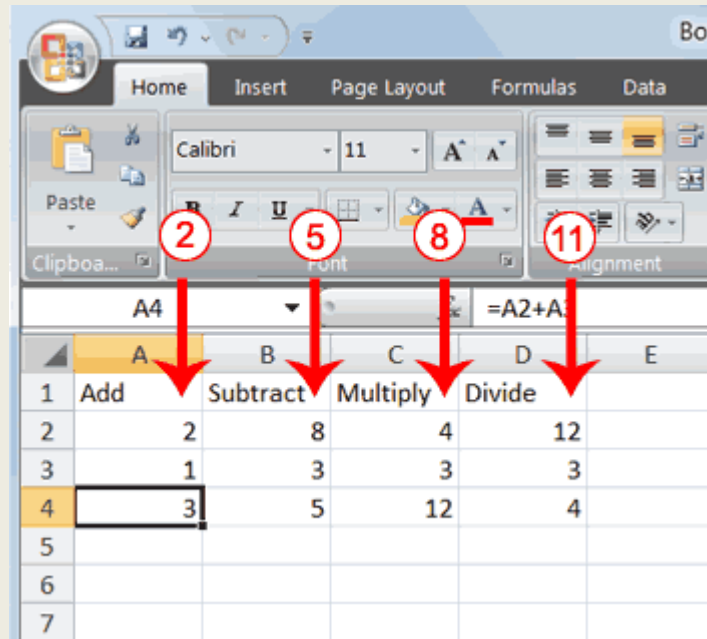 Bo
Home Insert Page Layout Formulas Data
Calibri 11 A A
Paste
B I U A
2 5 8 11
Clipboa... Font Alignment
A4 =A2+A3
A B C D E
1 Add Subtract Multiply Divide
2 2 8 4 12
3 1 3 3 3
4 3 5 12 4
5
6
7